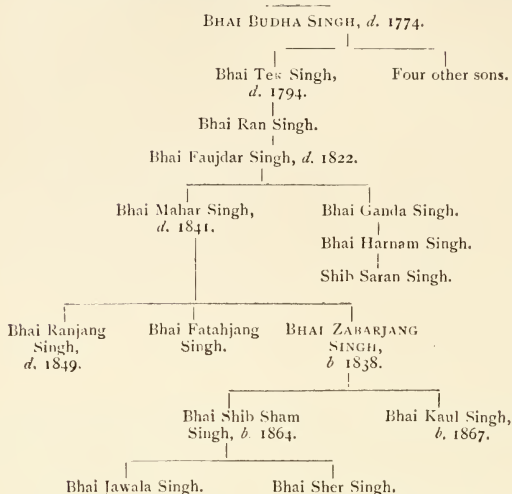 BHAI BUDHA SINGH, d. 1774.
Bhai Tek Singh, Four other sons.
d. 1794.
Bhai Ran Singh.
Bhai Faujdar Singh, d. 1822.
Bhai Mahar Singh, Bhai Ganda Singh.
d. 1841.
Bhai Harnam Singh.
Shib Saran Singh.
Bhai Ranjang Bhai Fatahjang BHAI ZABARJANG
Singh, Singh. SINGH,
d. 1849. b 1838.
Bhai Shib Sham Bhai Kaul Singh,
Singh, b. 1864. b. 1867.
Bhai Jawala Singh. Bhai Sher Singh.